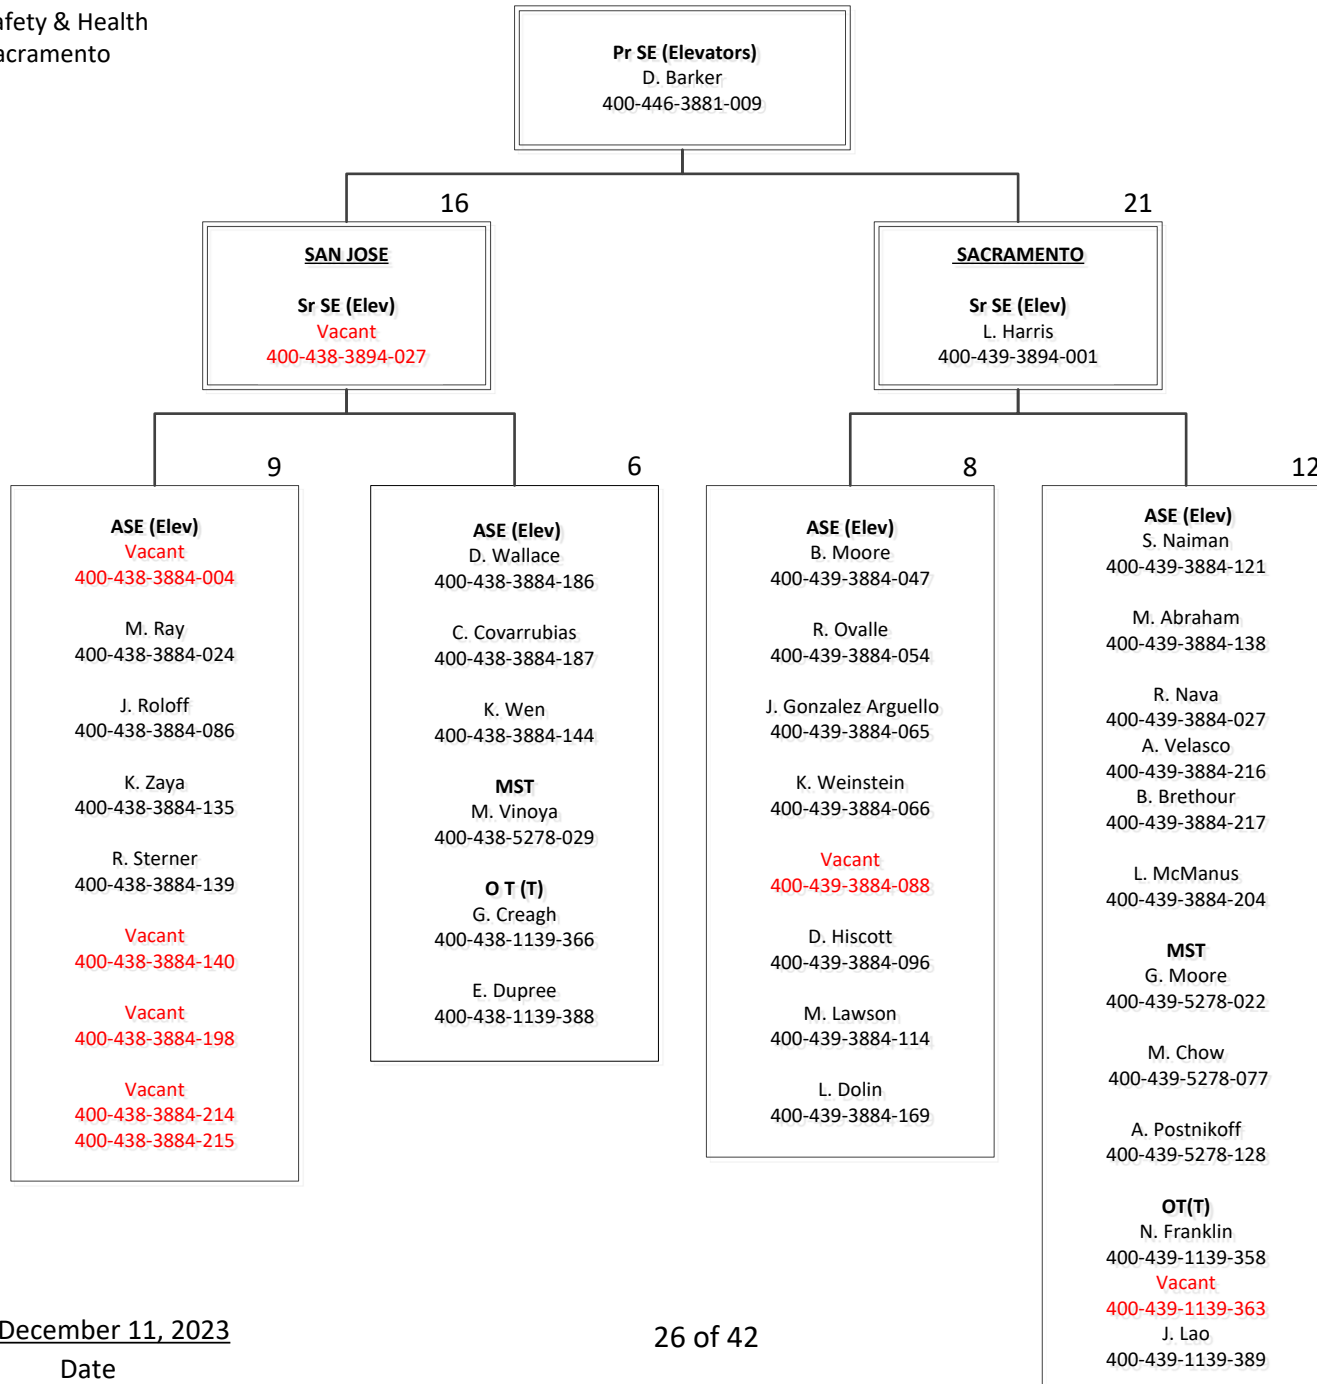 afety & Health
acramento
Pr SE (Elevators)
D. Barker
400-446-3881-009
16
SAN JOSE
Sr SE (Elev)
Vacant
400-438-3894-027
21
SACRAMENTO
Sr SE (Elev)
L. Harris
400-439-3894-001
9
ASE (Elev)
Vacant
400-438-3884-004
M. Ray
400-438-3884-024
J. Roloff
400-438-3884-086
K. Zaya
400-438-3884-135
R. Sterner
400-438-3884-139
Vacant
400-438-3884-140
Vacant
400-438-3884-198
Vacant
400-438-3884-214
400-438-3884-215
6
ASE (Elev)
D. Wallace
400-438-3884-186
C. Covarrubias
400-438-3884-187
K. Wen
400-438-3884-144
MST
M. Vinoya
400-438-5278-029
O T (T)
G. Creagh
400-438-1139-366
E. Dupree
400-438-1139-388
8
ASE (Elev)
B. Moore
400-439-3884-047
R. Ovalle
400-439-3884-054
J. Gonzalez Arguello
400-439-3884-065
K. Weinstein
400-439-3884-066
Vacant
400-439-3884-088
D. Hiscott
400-439-3884-096
M. Lawson
400-439-3884-114
L. Dolin
400-439-3884-169
12
ASE (Elev)
S. Naiman
400-439-3884-121
M. Abraham
400-439-3884-138
R. Nava
400-439-3884-027
A. Velasco
400-439-3884-216
B. Brethour
400-439-3884-217
L. McManus
400-439-3884-204
MST
G. Moore
400-439-5278-022
M. Chow
400-439-5278-077
A. Postnikoff
400-439-5278-128
OT(T)
N. Franklin
400-439-1139-358
Vacant
400-439-1139-363
J. Lao
400-439-1139-389
December 11, 2023
Date
26 of 42